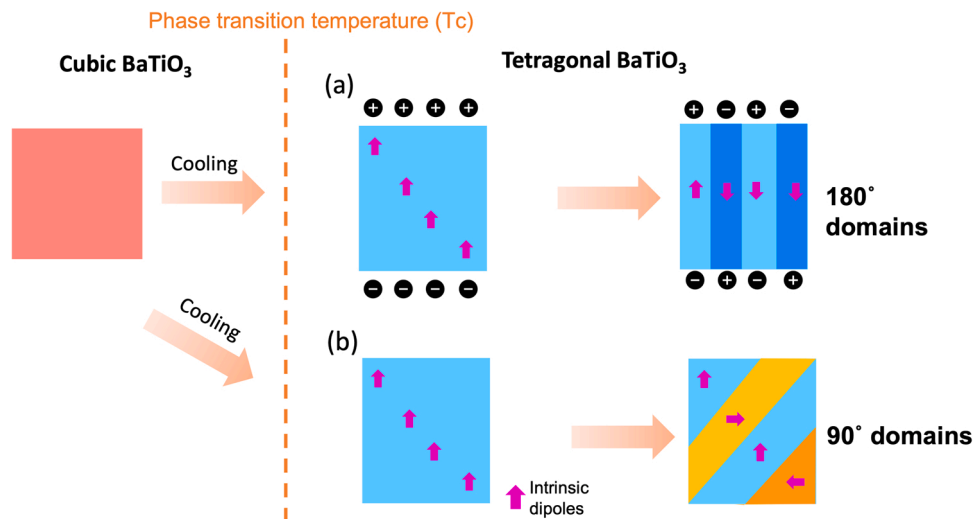 Phase transition temperature (Tc)
Cubic BaTiO₃
Tetragonal BaTiO₃
(a)
+ + + +
+ − + −
Cooling
180° 
domains
− − − −
− + − +
Cooling
(b)
90° domains
Intrinsic
dipoles